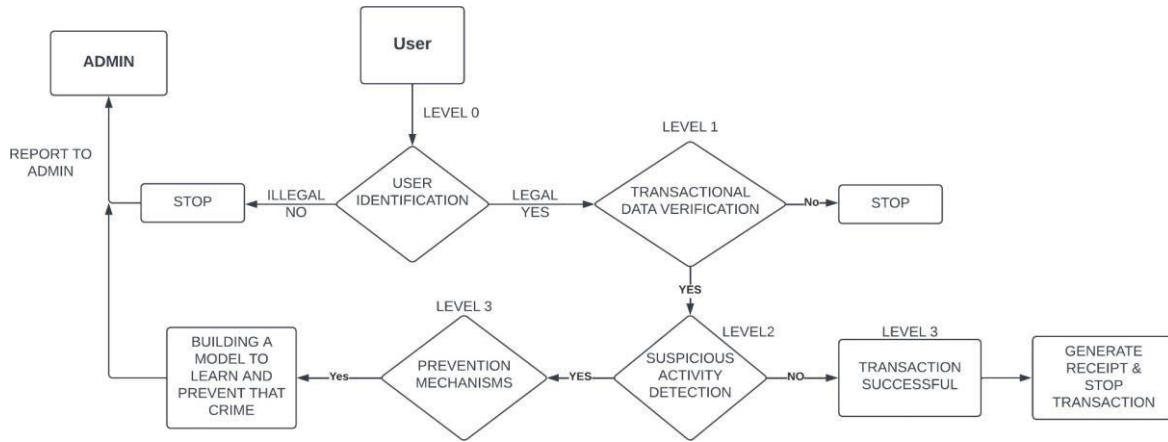 User
ADMIN
LEVEL 0
LEVEL 1
REPORT TO
ADMIN
STOP
ILLEGAL
NO
USER
IDENTIFICATION
LEGAL
YES
TRANSACTIONAL
DATA VERIFICATION
No
STOP
YES
LEVEL 3
LEVEL2
LEVEL 3
BUILDING A
MODEL TO
LEARN AND
PREVENT THAT
CRIME
Yes
PREVENTION
MECHANISMS
YES
SUSPICIOUS
ACTIVITY
DETECTION
NO
TRANSACTION
SUCCESSFUL
GENERATE
RECEIPT &
STOP
TRANSACTION